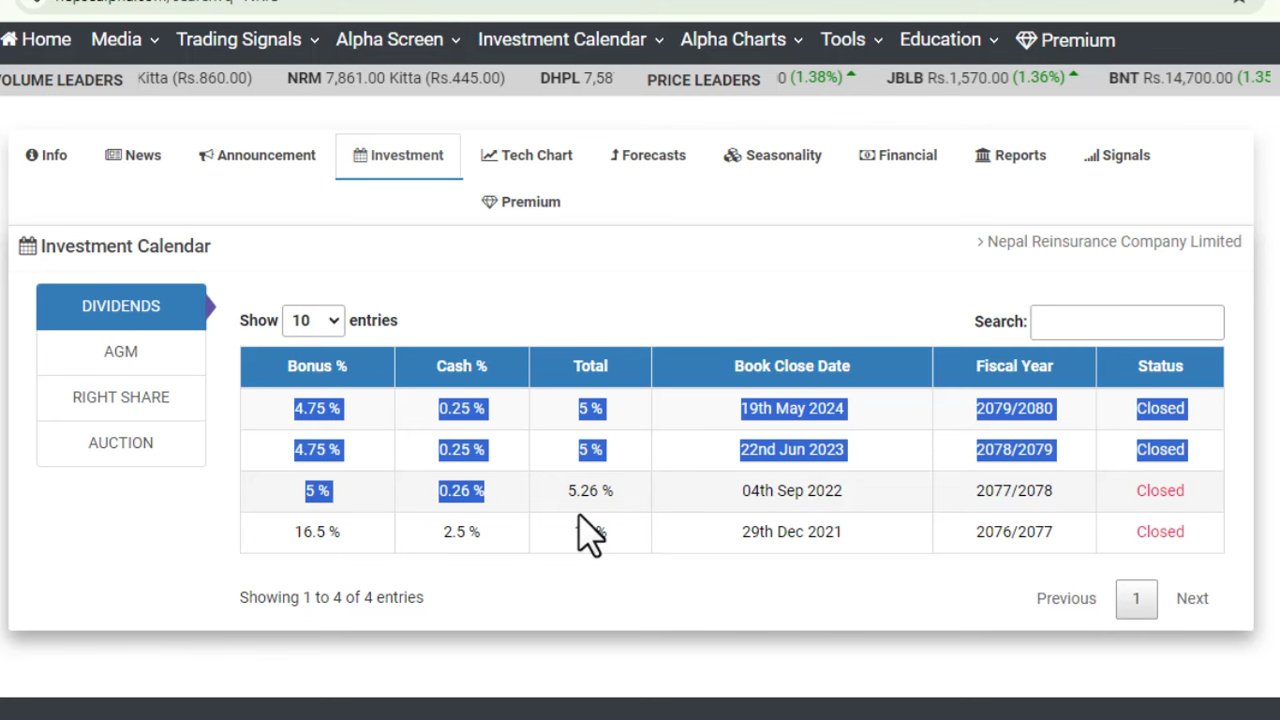 Home Media Trading Signals Alpha Screen Investment Calendar Alpha Charts Tools Education Premium
VOLUME LEADERS Kitta (Rs.860.00) NRM 7,861.00 Kitta (Rs.445.00) DHPL 7,58 PRICE LEADERS 0 (1.38%) JBLB Rs.1,570.00 (1.36%) BNT Rs.14,700.00 (1.35
Info News Announcement Investment Tech Chart Forecasts Seasonality Financial Reports Signals
Premium
Investment Calendar > Nepal Reinsurance Company Limited
DIVIDENDS
AGM
RIGHT SHARE
AUCTION
Show 10 entries Search:
Bonus % Cash % Total Book Close Date Fiscal Year Status
4.75 % 0.25 % 5 % 19th May 2024 2079/2080 Closed
4.75 % 0.25 % 5 % 22nd Jun 2023 2078/2079 Closed
5 % 0.26 % 5.26 % 04th Sep 2022 2077/2078 Closed
16.5 % 2.5 % 29th Dec 2021 2076/2077 Closed
Showing 1 to 4 of 4 entries Previous 1 Next